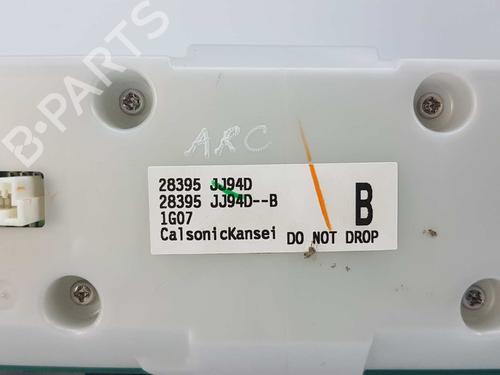 B-PARTS
ARC
28395 JJ94D
28395 JJ94D--B
1G07
CalsonicKansei DO NOT DROP
B